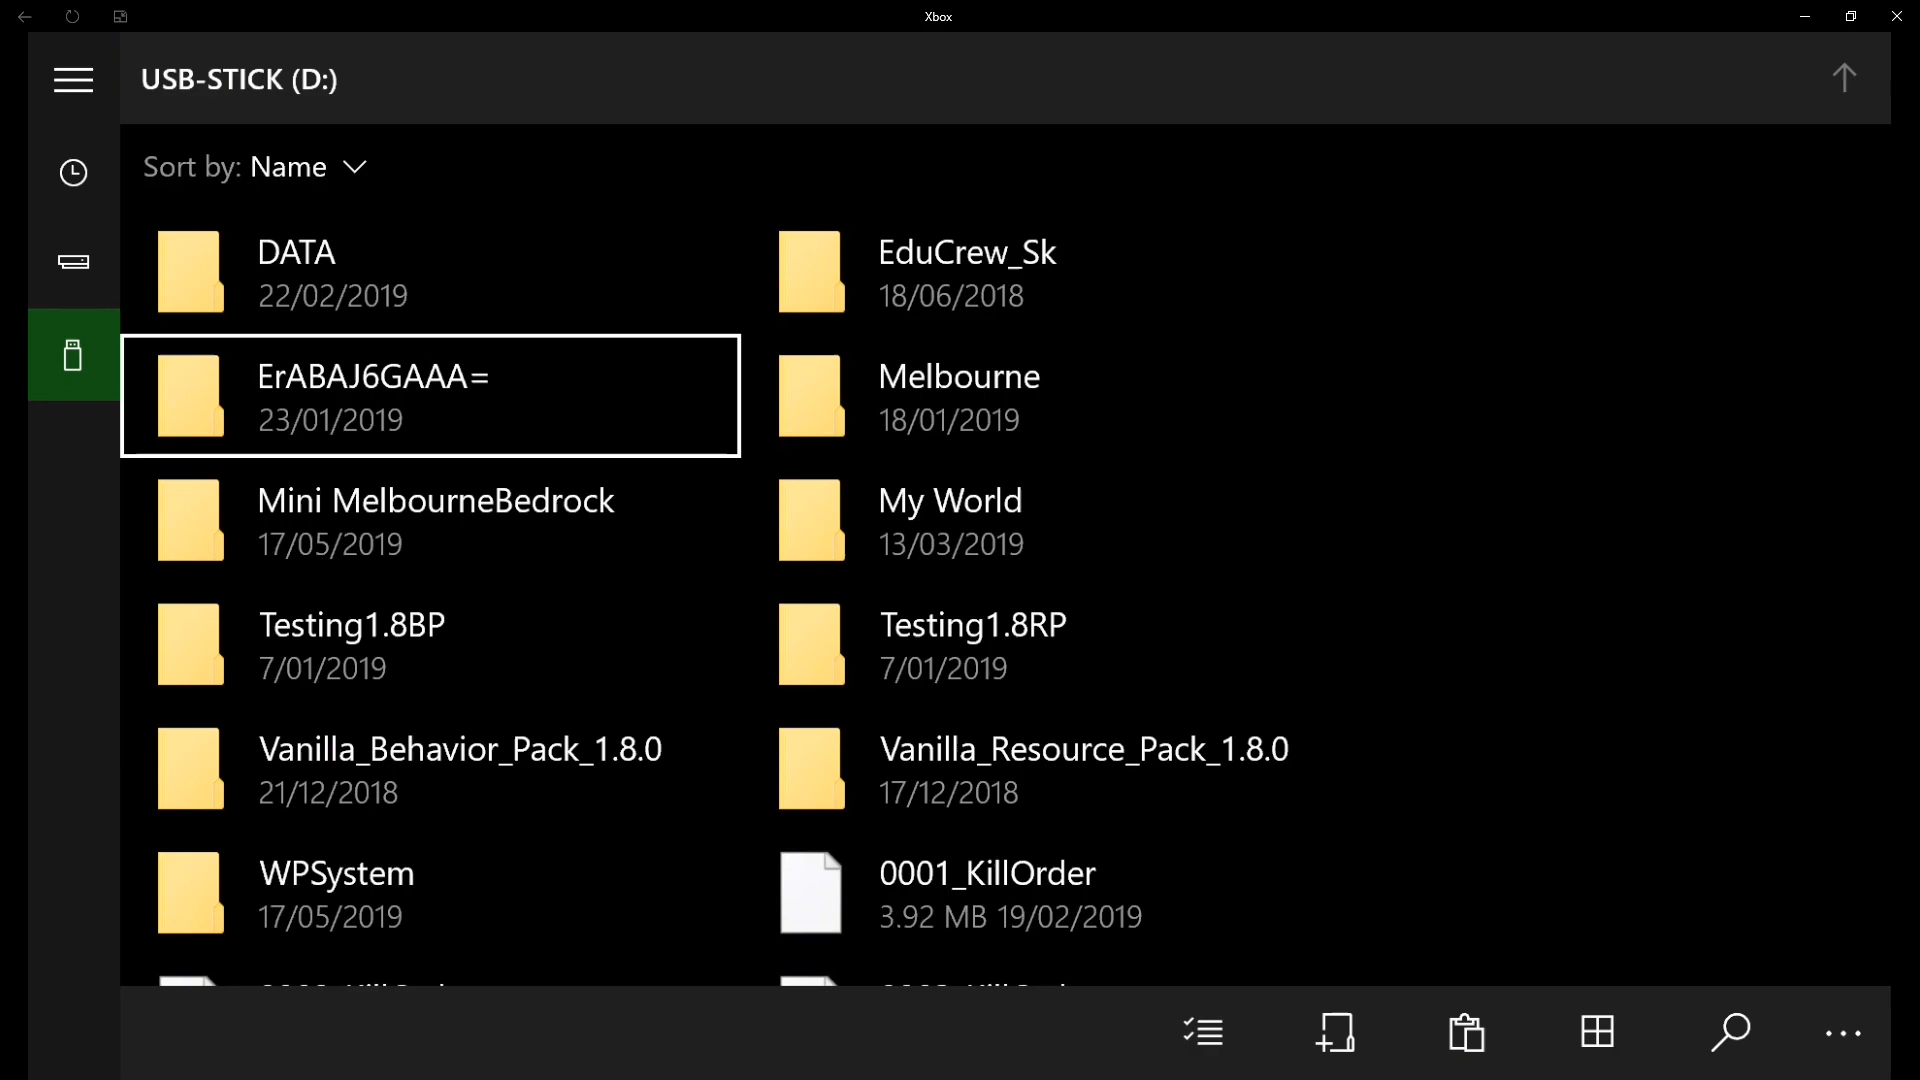 Xbox
USB-STICK (D:)
Sort by: Name
DATA
22/02/2019
EduCrew_Sk
18/06/2018
ErABAJ6GAAA=
23/01/2019
Melbourne
18/01/2019
Mini MelbourneBedrock
17/05/2019
My World
13/03/2019
Testing1.8BP
7/01/2019
Testing1.8RP
7/01/2019
Vanilla_Behavior_Pack_1.8.0
21/12/2018
Vanilla_Resource_Pack_1.8.0
17/12/2018
WPSystem
17/05/2019
0001_KillOrder
3.92 MB 19/02/2019